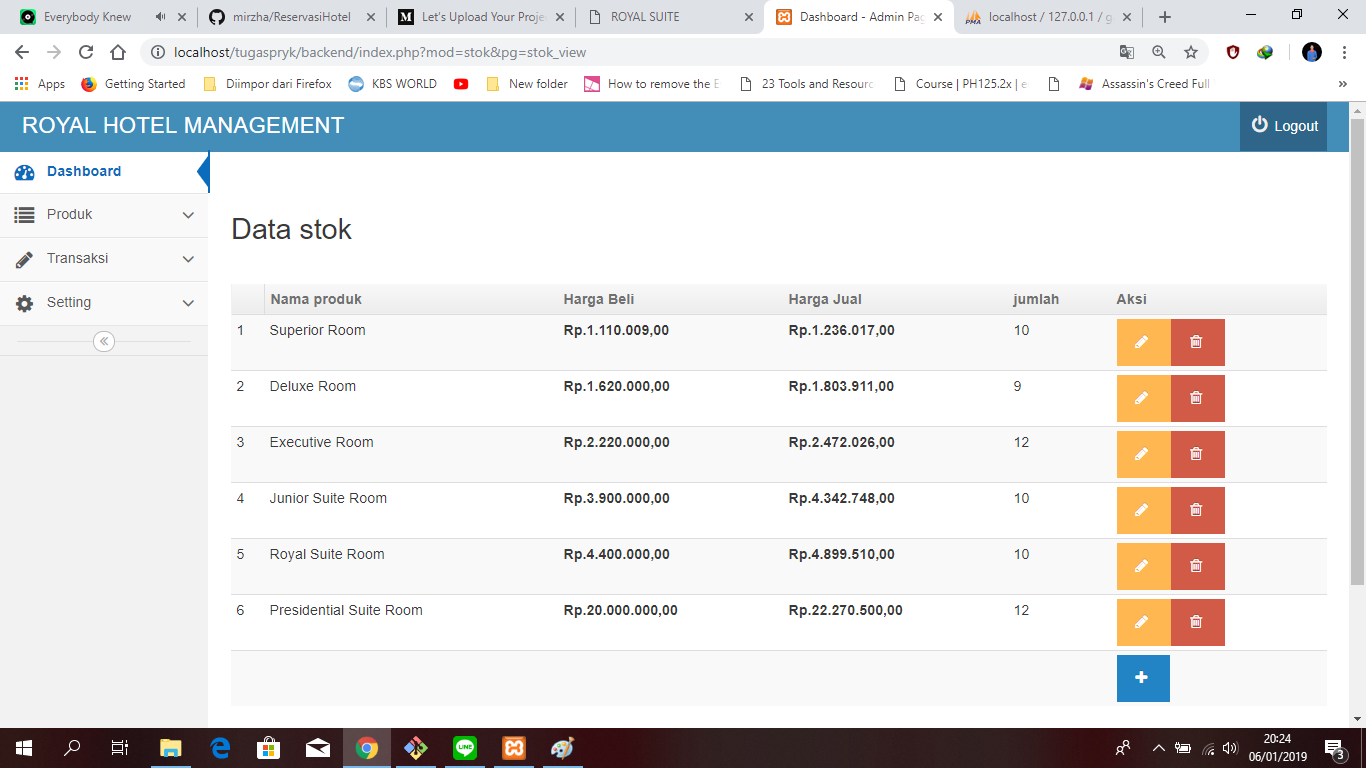 Everybody Knew
mirzha/ReservasiHotel
Let's Upload Your Proje
ROYAL SUITE
Dashboard - Admin Pag
localhost / 127.0.0.1 / g
localhost/tugaspryk/backend/index.php?mod=stok&pg=stok_view
Apps
Getting Started
Diimpor dari Firefox
KBS WORLD
New folder
How to remove the E
23 Tools and Resourc
Course | PH125.2x | e
Assassin's Creed Full
»
ROYAL HOTEL MANAGEMENT
Logout
Dashboard
Produk
Transaksi
Setting
Data stok
Nama produk Harga Beli Harga Jual jumlah Aksi
1 Superior Room Rp.1.110.009,00 Rp.1.236.017,00 10
2 Deluxe Room Rp.1.620.000,00 Rp.1.803.911,00 9
3 Executive Room Rp.2.220.000,00 Rp.2.472.026,00 12
4 Junior Suite Room Rp.3.900.000,00 Rp.4.342.748,00 10
5 Royal Suite Room Rp.4.400.000,00 Rp.4.899.510,00 10
6 Presidential Suite Room Rp.20.000.000,00 Rp.22.270.500,00 12
LINE
20:24
06/01/2019
3